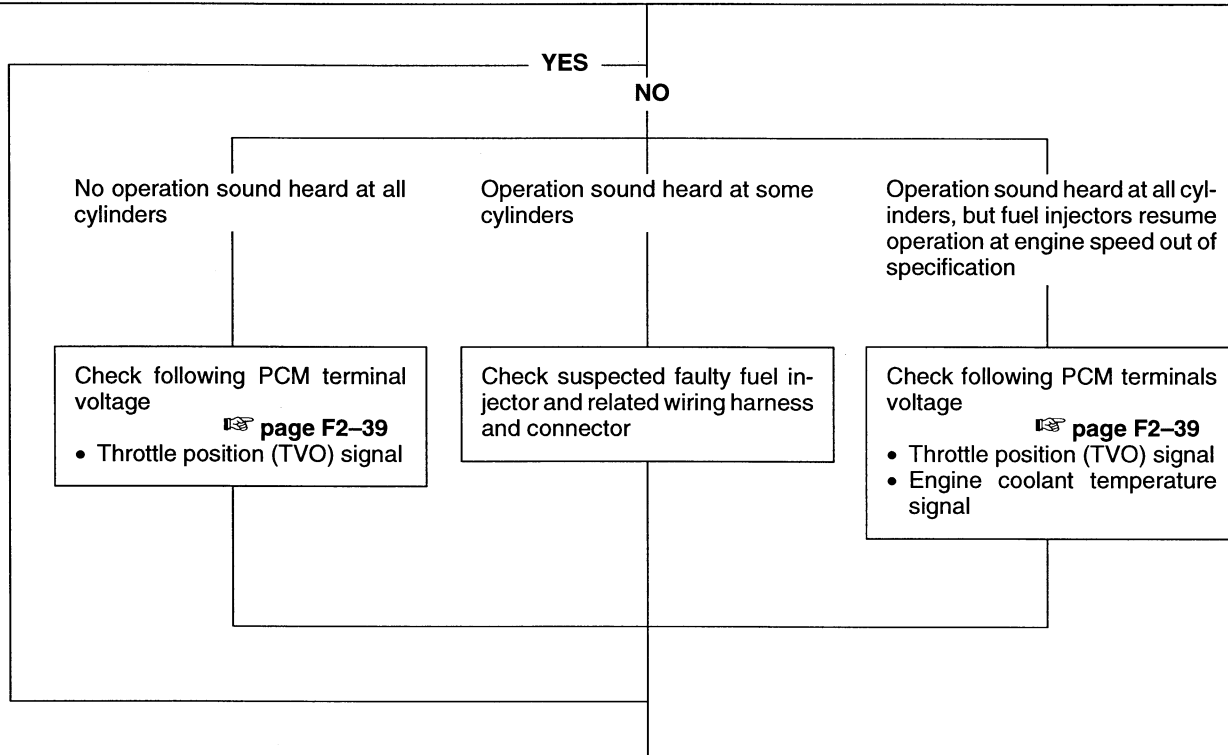 YES
NO
No operation sound heard at all
cylinders
Operation sound heard at some
cylinders
Operation sound heard at all cyl-
inders, but fuel injectors resume
operation at engine speed out of
specification
Check following PCM terminal
voltage
☞ page F2–39
• Throttle position (TVO) signal
Check suspected faulty fuel in-
jector and related wiring harness
and connector
Check following PCM terminals
voltage
☞ page F2–39
• Throttle position (TVO) signal
• Engine coolant temperature
signal